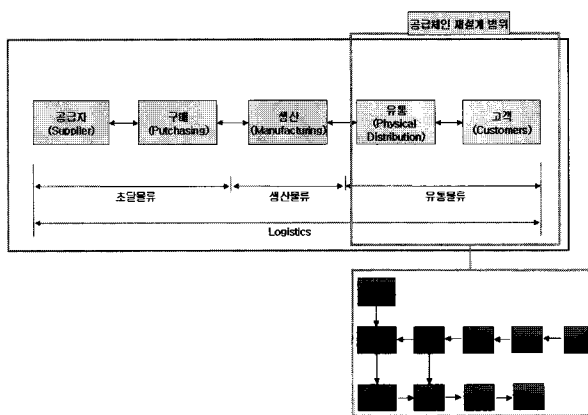 공급체인 재설계 범위
공급자
(Supplier)
구매
(Putchasing)
생산
(Manufacturing)
유통
(Physical
Distribution)
고객
(Customers)
조달물류
생산물류
유통물류
Logistics